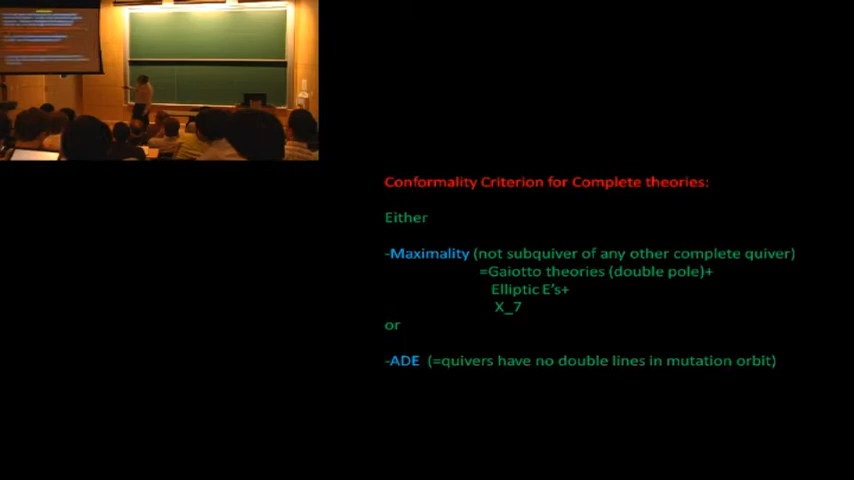 Conformality Criterion for Complete theories:
Either
-Maximality (not subquiver of any other complete quiver)
=Gaiotto theories (double pole)+
Elliptic E's+
X_7
or
-ADE (=quivers have no double lines in mutation orbit)